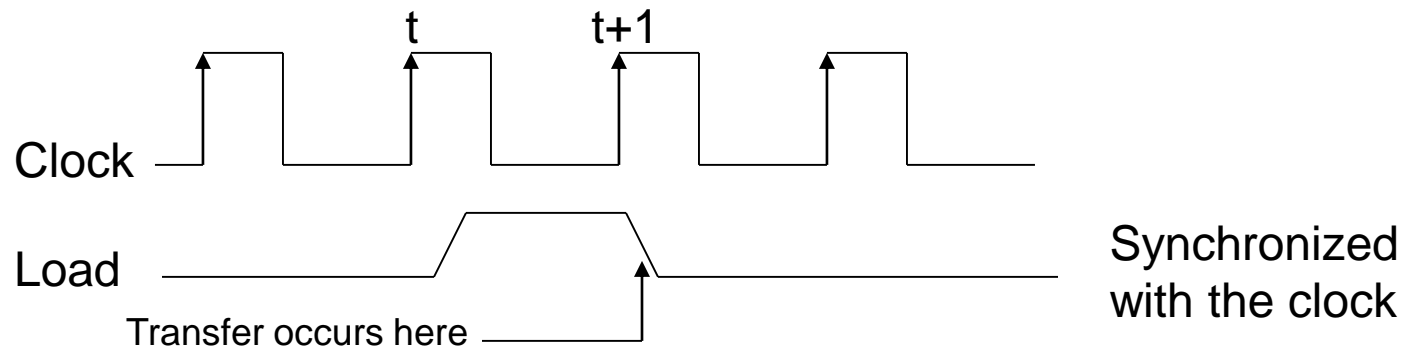 t
t+1
Clock
Load
Synchronized
with the clock
Transfer occurs here